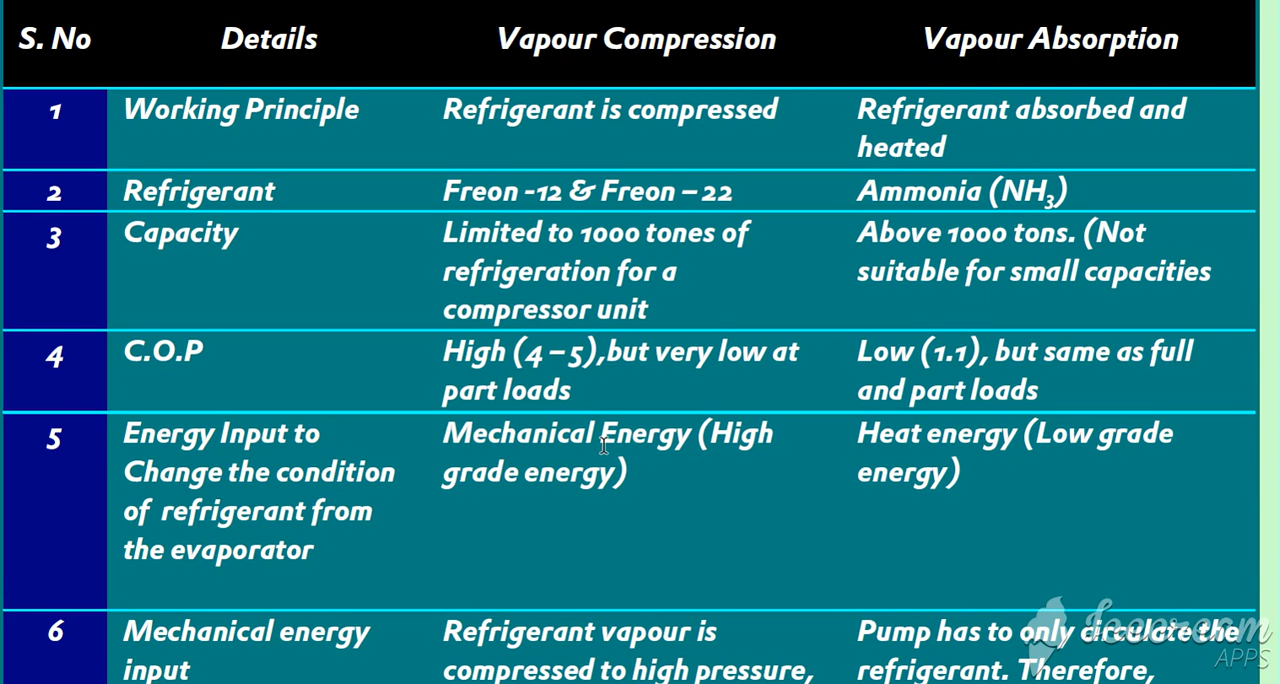 S. No Details Vapour Compression Vapour Absorption
1 Working Principle Refrigerant is compressed Refrigerant absorbed and
heated
2 Refrigerant Freon -12 & Freon – 22 Ammonia (NH₃)
3 Capacity Limited to 1000 tones of Above 1000 tons. (Not
refrigeration for a suitable for small capacities
compressor unit
4 C.O.P High (4 – 5),but very low at Low (1.1), but same as full
part loads and part loads
5 Energy Input to Mechanical Energy (High Heat energy (Low grade
Change the condition grade energy) energy)
of refrigerant from
the evaporator
6 Mechanical energy Refrigerant vapour is Pump has to only circulate the
input compressed to high pressure, refrigerant. Therefore,
APPS